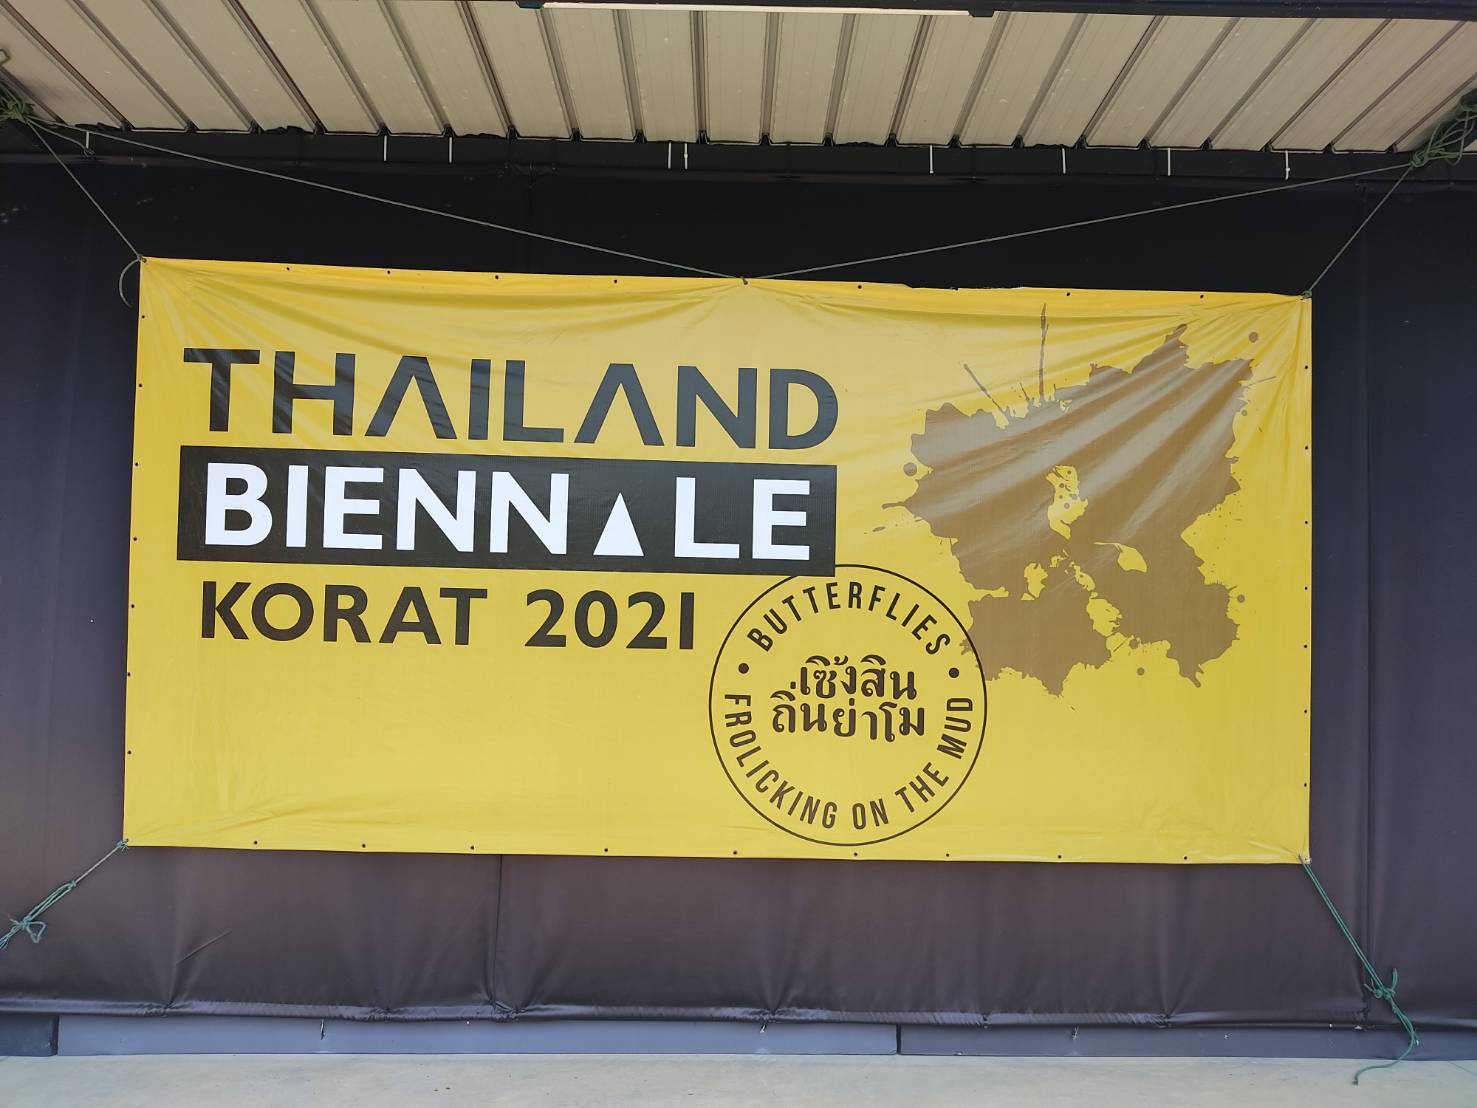 THAILAND
BIENNALE
KORAT 2021
BUTTERFLIES
FROLICKING ON THE MUD
เซิ้งสิน
ถิ่นย่าโม